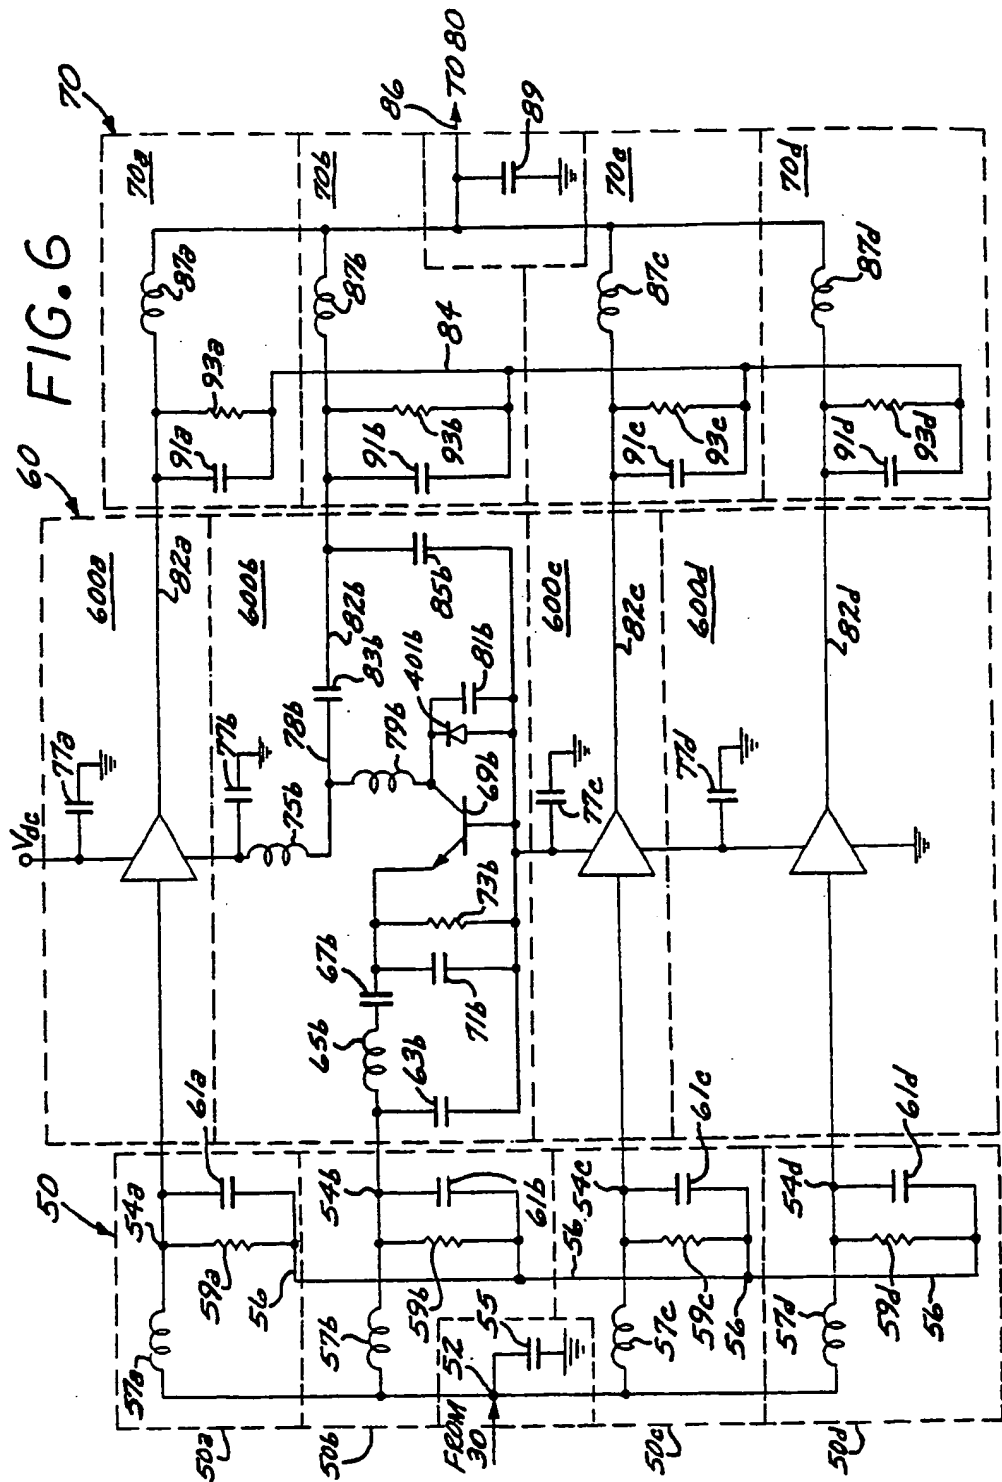 FIG. 6
70
70a
70b
70c
70d
87a
87b
87c
87d
86
TO 80
89
93a
93b
93c
93d
91a
91b
91c
91d
84
60
600a
600b
600c
600d
82a
82b
82c
82d
Vdc
77a
77b
77c
77d
75b
78b
83b
85b
79b
401b
81b
69b
73b
67b
71b
65b
63b
50
54a
54b
54c
54d
61a
61b
61c
61d
59a
59b
59c
59d
56
56
56
56
57a
57b
57c
57d
52
55
FROM
30
50a
50b
50c
50d